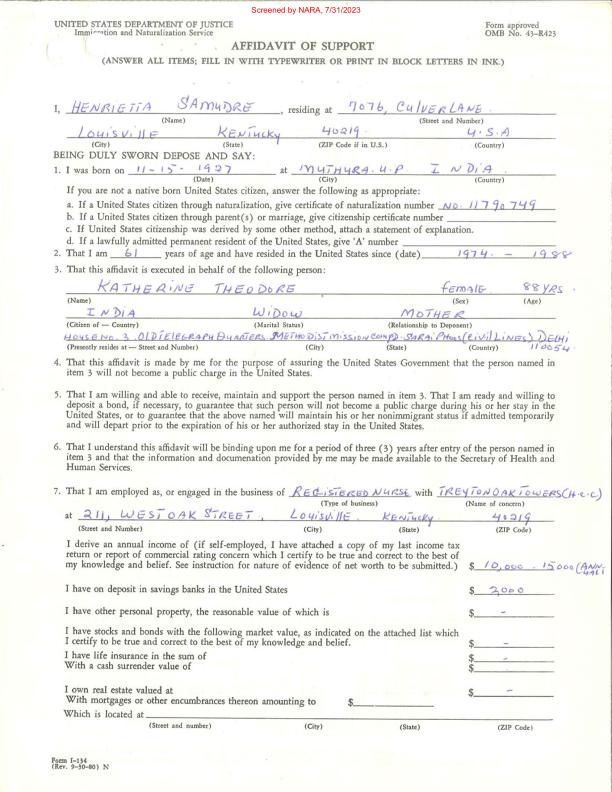 Screened by NARA, 7/31/2023
UNITED STATES DEPARTMENT OF JUSTICE
Immigration and Naturalization Service
Form approved
OMB No. 43-R423
AFFIDAVIT OF SUPPORT
(ANSWER ALL ITEMS; FILL IN WITH TYPEWRITER OR PRINT IN BLOCK LETTERS IN INK.)
I, HENRIETTA SAMUDRE, residing at 7076, CULVER LANE.
(Name) (Street and Number)
LOUISVILLE KENTUCKY 40219. U.S.A
(City) (State) (ZIP Code if in U.S.) (Country)
BEING DULY SWORN DEPOSE AND SAY:
1. I was born on 11-15-1927 at MUTHURA. U.P. INDIA.
(Date) (City) (Country)
If you are not a native born United States citizen, answer the following as appropriate:
a. If a United States citizen through naturalization, give certificate of naturalization number NO. 11790749
b. If a United States citizen through parent(s) or marriage, give citizenship certificate number
c. If United States citizenship was derived by some other method, attach a statement of explanation.
d. If a lawfully admitted permanent resident of the United States, give 'A' number
2. That I am 61 years of age and have resided in the United States since (date) 1974 - 1988
3. That this affidavit is executed in behalf of the following person:
KATHERINE THEODORE female. 88 YRS.
(Name) (Sex) (Age)
INDIA WIDOW MOTHER
(Citizen of — Country) (Marital Status) (Relationship to Deponent)
HOUSE NO. 3 OLD TELEGRAPH QUARTERS METHODIST MISSION COMPD. SARAI PHOOS (CIVIL LINES) DELHI
110054
(Presently resides at — Street and Number) (City) (State) (Country)
4. That this affidavit is made by me for the purpose of assuring the United States Government that the person named in
item 3 will not become a public charge in the United States.
5. That I am willing and able to receive, maintain and support the person named in item 3. That I am ready and willing to
deposit a bond, if necessary, to guarantee that such person will not become a public charge during his or her stay in the
United States, or to guarantee that the above named will maintain his or her nonimmigrant status if admitted temporarily
and will depart prior to the expiration of his or her authorized stay in the United States.
6. That I understand this affidavit will be binding upon me for a period of three (3) years after entry of the person named in
item 3 and that the information and documenation provided by me may be made available to the Secretary of Health and
Human Services.
7. That I am employed as, or engaged in the business of REGISTERED NURSE with TREYTON OAK TOWERS (H.C.C)
(Type of business) (Name of concern)
at 211, WEST OAK STREET, LOUISVILLE. KENTUCKY. 40219
(Street and Number) (City) (State) (ZIP Code)
I derive an annual income of (if self-employed, I have attached a copy of my last income tax
return or report of commercial rating concern which I certify to be true and correct to the best of
my knowledge and belief. See instruction for nature of evidence of net worth to be submitted.) $ 10,000 - 15000 (ANNUALLY
I have on deposit in savings banks in the United States $ 2,000
I have other personal property, the reasonable value of which is $ -
I have stocks and bonds with the following market value, as indicated on the attached list which
I certify to be true and correct to the best of my knowledge and belief. $ -
I have life insurance in the sum of $ -
With a cash surrender value of $
I own real estate valued at $ -
With mortgages or other encumbrances thereon amounting to $
Which is located at
(Street and number) (City) (State) (ZIP Code)
Form I-134
(Rev. 9-30-80) N